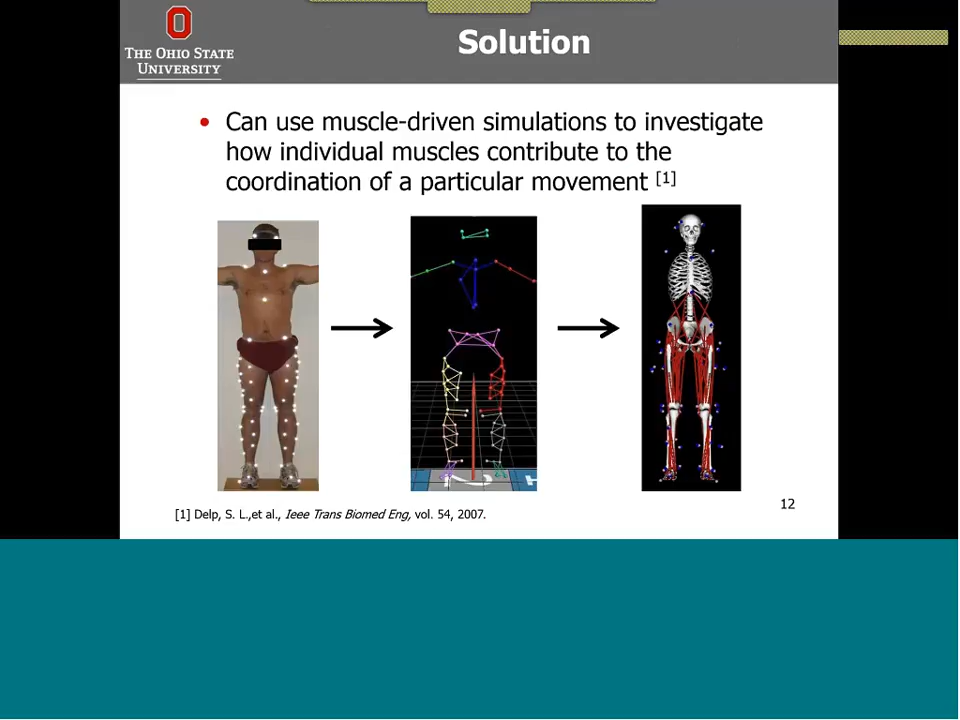 THE OHIO STATE
UNIVERSITY
Solution
Can use muscle-driven simulations to investigate
how individual muscles contribute to the
coordination of a particular movement [1]
12
[1] Delp, S. L.,et al., Ieee Trans Biomed Eng, vol. 54, 2007.